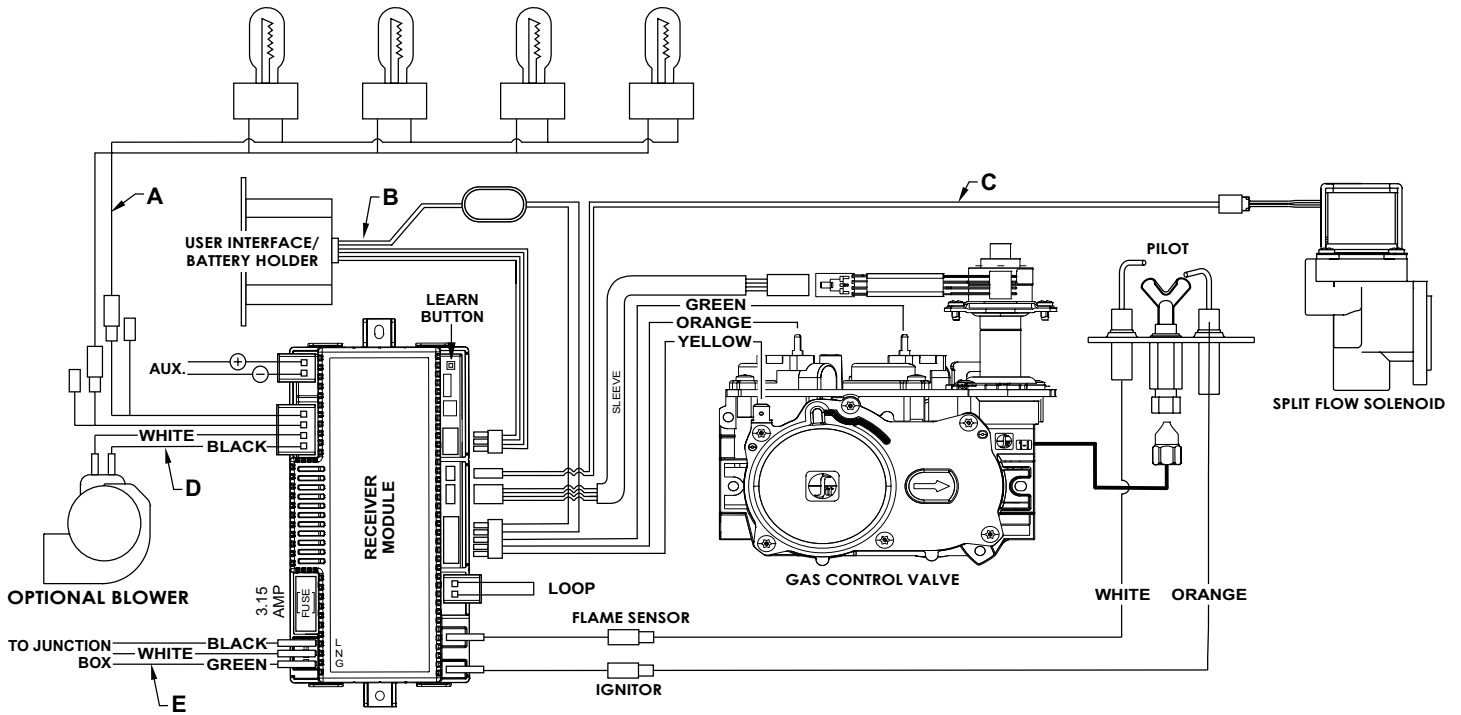 A
B
C
USER INTERFACE/
BATTERY HOLDER
PILOT
LEARN
BUTTON
GREEN
ORANGE
YELLOW
AUX.
+
−
SLEEVE
SPLIT FLOW SOLENOID
WHITE
BLACK
D
RECEIVER
MODULE
GAS CONTROL VALVE
OPTIONAL BLOWER
3.15
AMP
FUSE
LOOP
WHITE
ORANGE
FLAME SENSOR
TO JUNCTION
BOX
BLACK
WHITE
GREEN
L
N
G
IGNITOR
E